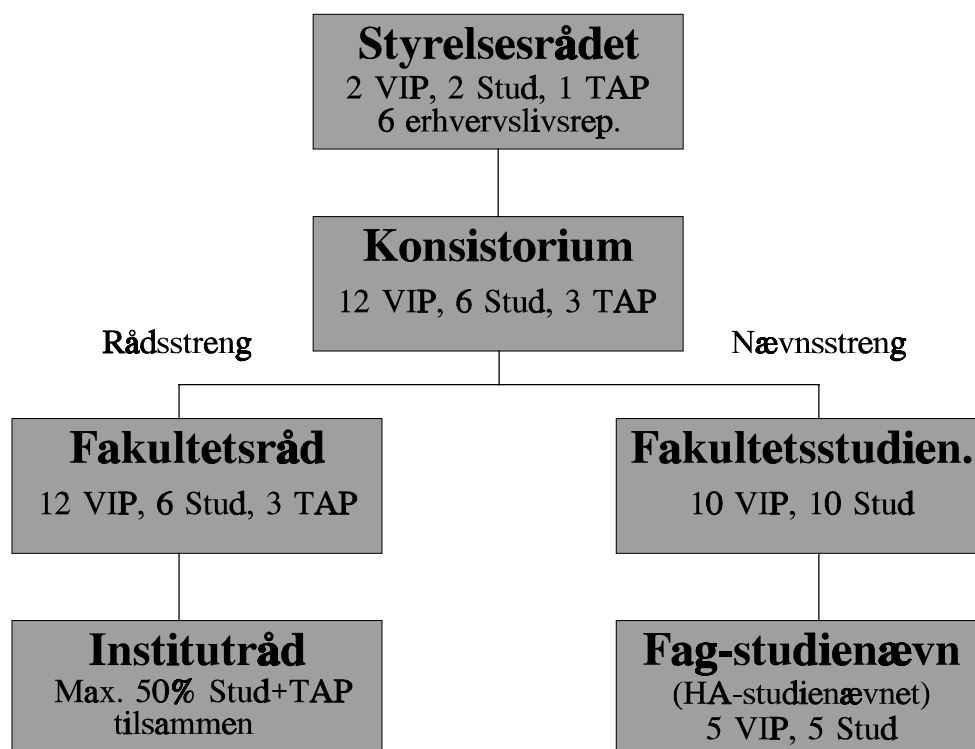 Styrelsesrådet
2 VIP, 2 Stud, 1 TAP
6 erhvervslivsrep.
Konsistorium
12 VIP, 6 Stud, 3 TAP
Rådsstreng
Nævnsstreng
Fakultetsråd
12 VIP, 6 Stud, 3 TAP
Fakultetsstudien.
10 VIP, 10 Stud
Institutråd
Max. 50% Stud+TAP
tilsammen
Fag-studienævn
(HA-studienævnet)
5 VIP, 5 Stud